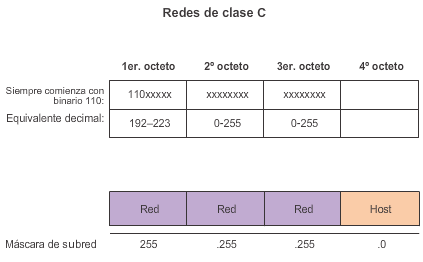 Redes de clase C
1er. octeto 2º octeto 3er. octeto 4º octeto
Siempre comienza con
binario 110:
110xxxxx xxxxxxxx xxxxxxxx
Equivalente decimal: 192–223 0-255 0-255
Red Red Red Host
Máscara de subred 255 .255 .255 .0